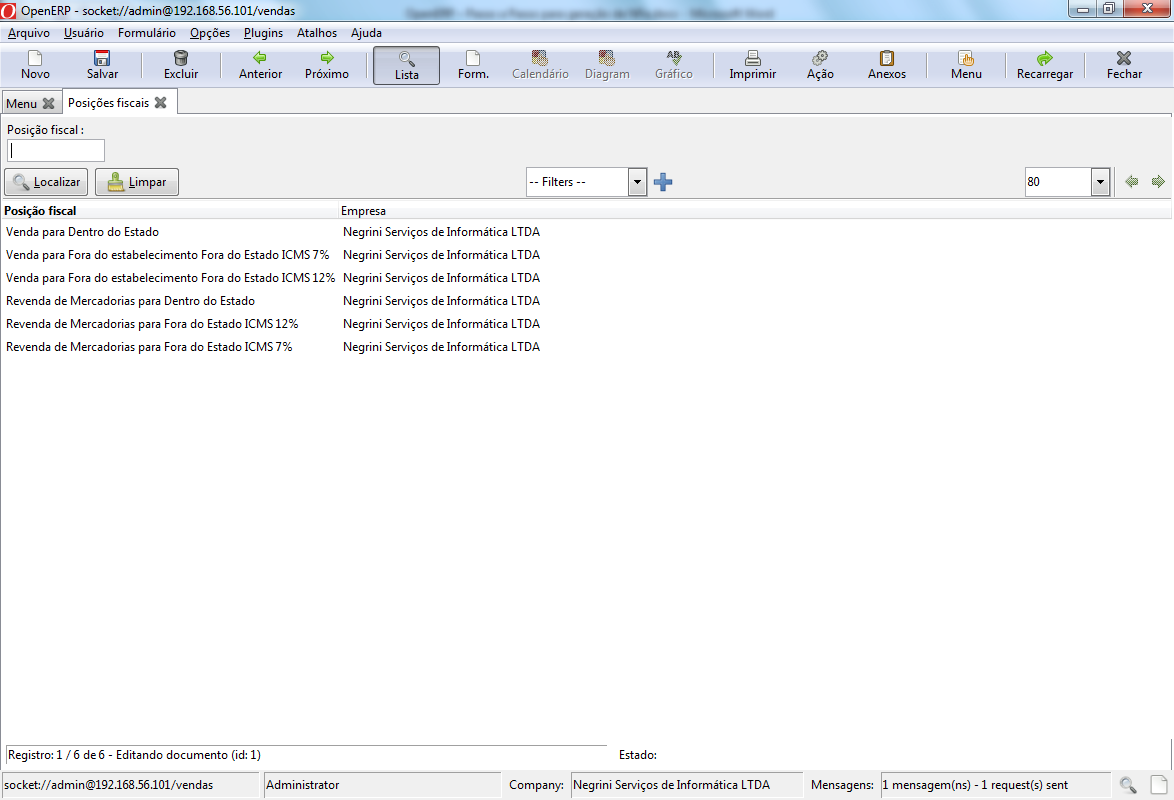 OpenERP - socket://admin@192.168.56.101/vendas
Arquivo Usuário Formulário Opções Plugins Atalhos Ajuda
Novo Salvar Excluir Anterior Próximo Lista Form. Calendário Diagram Gráfico Imprimir Ação Anexos Menu Recarregar Fechar
Menu Posições fiscais
Posição fiscal :
Localizar Limpar -- Filters -- 80
Posição fiscal Empresa
Venda para Dentro do Estado Negrini Serviços de Informática LTDA
Venda para Fora do estabelecimento Fora do Estado ICMS 7% Negrini Serviços de Informática LTDA
Venda para Fora do estabelecimento Fora do Estado ICMS 12% Negrini Serviços de Informática LTDA
Revenda de Mercadorias para Dentro do Estado Negrini Serviços de Informática LTDA
Revenda de Mercadorias para Fora do Estado ICMS 12% Negrini Serviços de Informática LTDA
Revenda de Mercadorias para Fora do Estado ICMS 7% Negrini Serviços de Informática LTDA
Registro: 1 / 6 de 6 - Editando documento (id: 1) Estado:
socket://admin@192.168.56.101/vendas Administrator Company: Negrini Serviços de Informática LTDA Mensagens: 1 mensagem(ns) - 1 request(s) sent